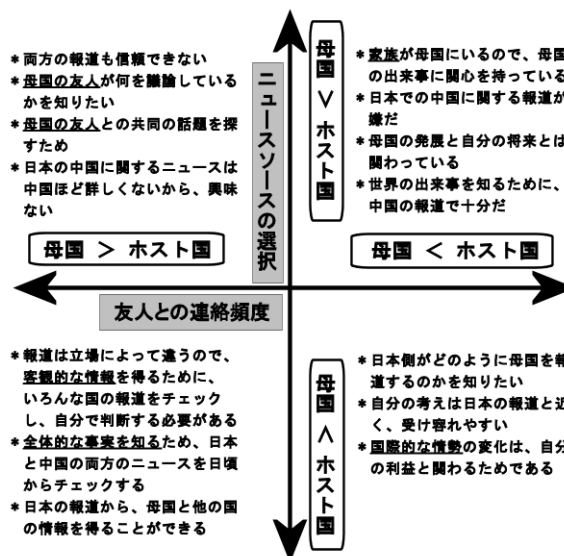 ＊両方の報道も信頼できない
＊母国の友人が何を議論している
かを知りたい
＊母国の友人との共同の話題を探
すため
＊日本の中国に関するニュースは
中国ほど詳しくないから、興味
ない
母国 ＞ ホスト国
ニュースソースの選択
母国 ＞ ホスト国
＊家族が母国にいるので、母国
の出来事に関心を持っている
＊日本での中国に関する報道が
嫌だ
＊母国の発展と自分の将来とは
関わっている
＊世界の出来事を知るために、
中国の報道で十分だ
母国 ＜ ホスト国
友人との連絡頻度
＊報道は立場によって違うので、
客観的な情報を得るために、
いろんな国の報道をチェック
し、自分で判断する必要がある
＊全体的な事実を知るため、日本
と中国の両方のニュースを日頃
からチェックする
＊日本の報道から、母国と他の国
の情報を得ることができる
母国 ＜ ホスト国
＊日本側がどのように母国を報
道するのかを知りたい
＊自分の考えは日本の報道と近
く、受け容れやすい
＊国際的な情勢の変化は、自分
の利益と関わるためである